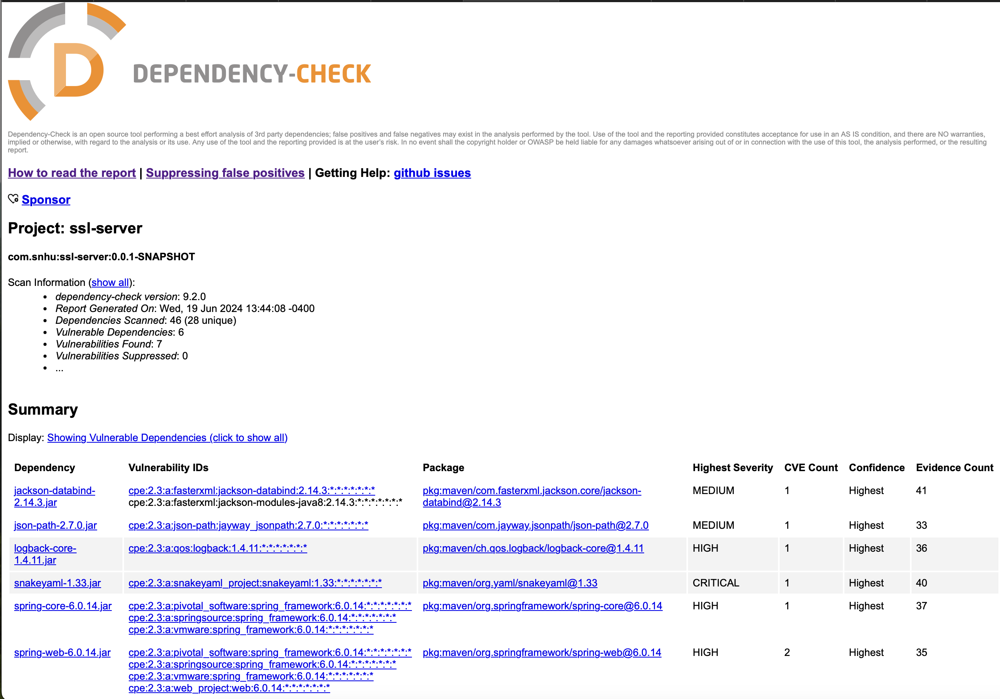 D
DEPENDENCY-CHECK
Dependency-Check is an open source tool performing a best effort analysis of 3rd party dependencies; false positives and false negatives may exist in the analysis performed by the tool. Use of the tool and the reporting provided constitutes acceptance for use in an AS IS condition, and there are NO warranties,
implied or otherwise, with regard to the analysis or its use. Any use of the tool and the reporting provided is at the user's risk. In no event shall the copyright holder or OWASP be held liable for any damages whatsoever arising out of or in connection with the use of this tool, the analysis performed, or the resulting
report.
How to read the report | Suppressing false positives | Getting Help: github issues
Sponsor
Project: ssl-server
com.snhu:ssl-server:0.0.1-SNAPSHOT
Scan Information (show all):
• dependency-check version: 9.2.0
• Report Generated On: Wed, 19 Jun 2024 13:44:08 -0400
• Dependencies Scanned: 46 (28 unique)
• Vulnerable Dependencies: 6
• Vulnerabilities Found: 7
• Vulnerabilities Suppressed: 0
• ...
Summary
Display: Showing Vulnerable Dependencies (click to show all)
Dependency Vulnerability IDs Package Highest Severity CVE Count Confidence Evidence Count
jackson-databind- cpe:2.3:a:fasterxml:jackson-databind:2.14.3:*:*:*:*:*:*:* pkg:maven/com.fasterxml.jackson.core/jackson- MEDIUM 1 Highest 41
2.14.3.jar cpe:2.3:a:fasterxml:jackson-modules-java8:2.14.3:*:*:*:*:*:*:* databind@2.14.3
json-path-2.7.0.jar cpe:2.3:a:json-path:jayway_jsonpath:2.7.0:*:*:*:*:*:*:* pkg:maven/com.jayway.jsonpath/json-path@2.7.0 MEDIUM 1 Highest 33
logback-core- cpe:2.3:a:qos:logback:1.4.11:*:*:*:*:*:*:* pkg:maven/ch.qos.logback/logback-core@1.4.11 HIGH 1 Highest 36
1.4.11.jar
snakeyaml-1.33.jar cpe:2.3:a:snakeyaml_project:snakeyaml:1.33:*:*:*:*:*:*:* pkg:maven/org.yaml/snakeyaml@1.33 CRITICAL 1 Highest 40
spring-core-6.0.14.jar cpe:2.3:a:pivotal_software:spring_framework:6.0.14:*:*:*:*:*:*:* pkg:maven/org.springframework/spring-core@6.0.14 HIGH 1 Highest 37
cpe:2.3:a:springsource:spring_framework:6.0.14:*:*:*:*:*:*:*
cpe:2.3:a:vmware:spring_framework:6.0.14:*:*:*:*:*:*:*
spring-web-6.0.14.jar cpe:2.3:a:pivotal_software:spring_framework:6.0.14:*:*:*:*:*:*:* pkg:maven/org.springframework/spring-web@6.0.14 HIGH 2 Highest 35
cpe:2.3:a:springsource:spring_framework:6.0.14:*:*:*:*:*:*:*
cpe:2.3:a:vmware:spring_framework:6.0.14:*:*:*:*:*:*:*
cpe:2.3:a:web_project:web:6.0.14:*:*:*:*:*:*:*